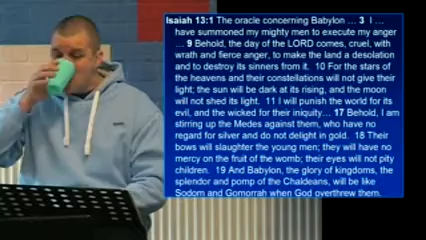 Isaiah 13:1 The oracle concerning Babylon ... 3 I ...
have summoned my mighty men to execute my anger
... 9 Behold, the day of the LORD comes, cruel, with
wrath and fierce anger, to make the land a desolation
and to destroy its sinners from it. 10 For the stars of
the heavens and their constellations will not give their
light; the sun will be dark at its rising, and the moon
will not shed its light. 11 I will punish the world for its
evil, and the wicked for their iniquity... 17 Behold, I am
stirring up the Medes against them, who have no
regard for silver and do not delight in gold. 18 Their
bows will slaughter the young men; they will have no
mercy on the fruit of the womb; their eyes will not pity
children. 19 And Babylon, the glory of kingdoms, the
splendor and pomp of the Chaldeans, will be like
Sodom and Gomorrah when God overthrew them.